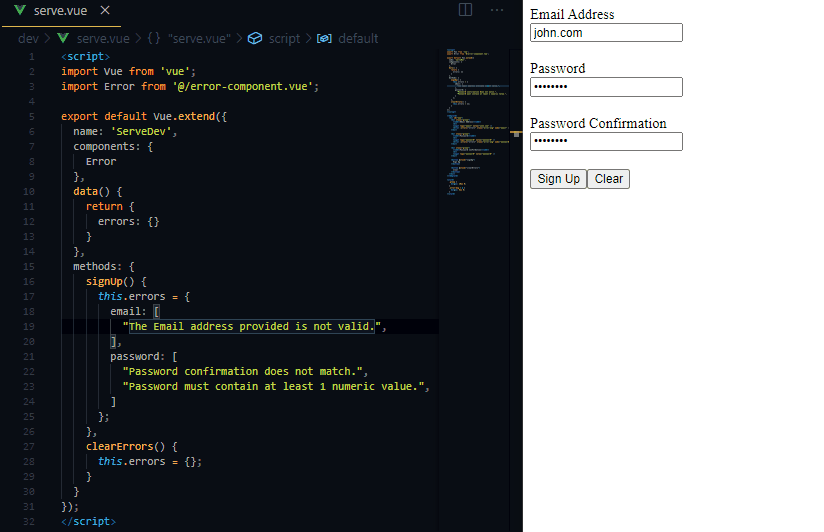 serve.vue ×
dev > serve.vue > {} "serve.vue" > script > default
1 <script>
2 import Vue from 'vue';
3 import Error from '@/error-component.vue';
4
5 export default Vue.extend({
6 name: 'ServeDev',
7 components: {
8 Error
9 },
10 data() {
11 return {
12 errors: {}
13 }
14 },
15 methods: {
16 signUp() {
17 this.errors = {
18 email: [
19 "The Email address provided is not valid.",
20 ],
21 password: [
22 "Password confirmation does not match.",
23 "Password must contain at least 1 numeric value.",
24 ]
25 };
26 },
27 clearErrors() {
28 this.errors = {};
29 }
30 }
31 });
32 </script>
Email Address
john.com
Password
••••••••
Password Confirmation
••••••••
Sign Up Clear